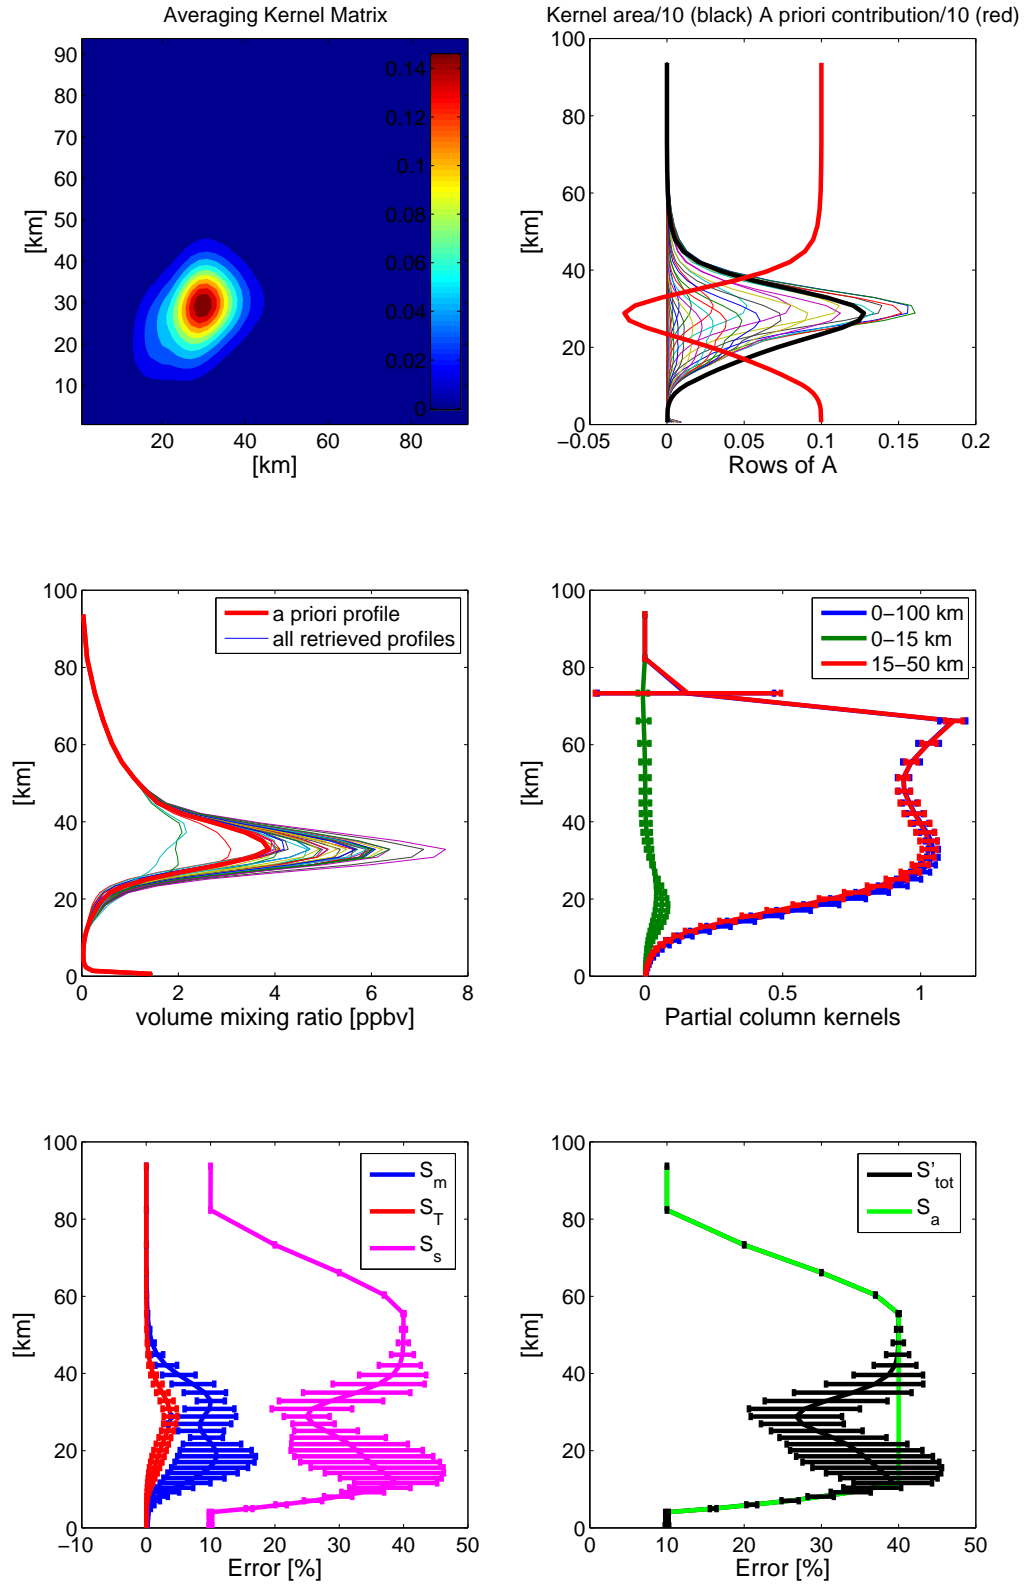 Averaging Kernel Matrix
90
80
70
60
50
40
30
20
10
[km]
20 40 60 80
[km]
0.14
0.12
0.1
0.08
0.06
0.04
0.02
0
Kernel area/10 (black) A priori contribution/10 (red)
100
80
60
40
20
0
[km]
−0.05 0 0.05 0.1 0.15 0.2
Rows of A
100
80
60
40
20
0
[km]
a priori profile
all retrieved profiles
0 2 4 6 8
volume mixing ratio [ppbv]
100
80
60
40
20
0
[km]
0−100 km
0−15 km
15−50 km
0 0.5 1
Partial column kernels
100
80
60
40
20
0
[km]
S_m
S_T
S_s
−10 0 10 20 30 40 50
Error [%]
100
80
60
40
20
0
[km]
S'_tot
S_a
0 10 20 30 40 50
Error [%]